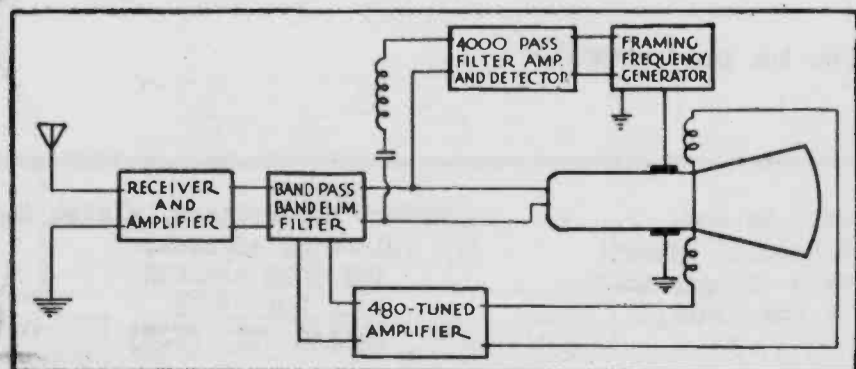 4000 PASS
FILTER AMP.
AND DETECTOR
FRAMING
FREQUENCY
GENERATOR
RECEIVER
AND
AMPLIFIER
BAND PASS
BAND ELIM.
FILTER
480-TUNED
AMPLIFIER